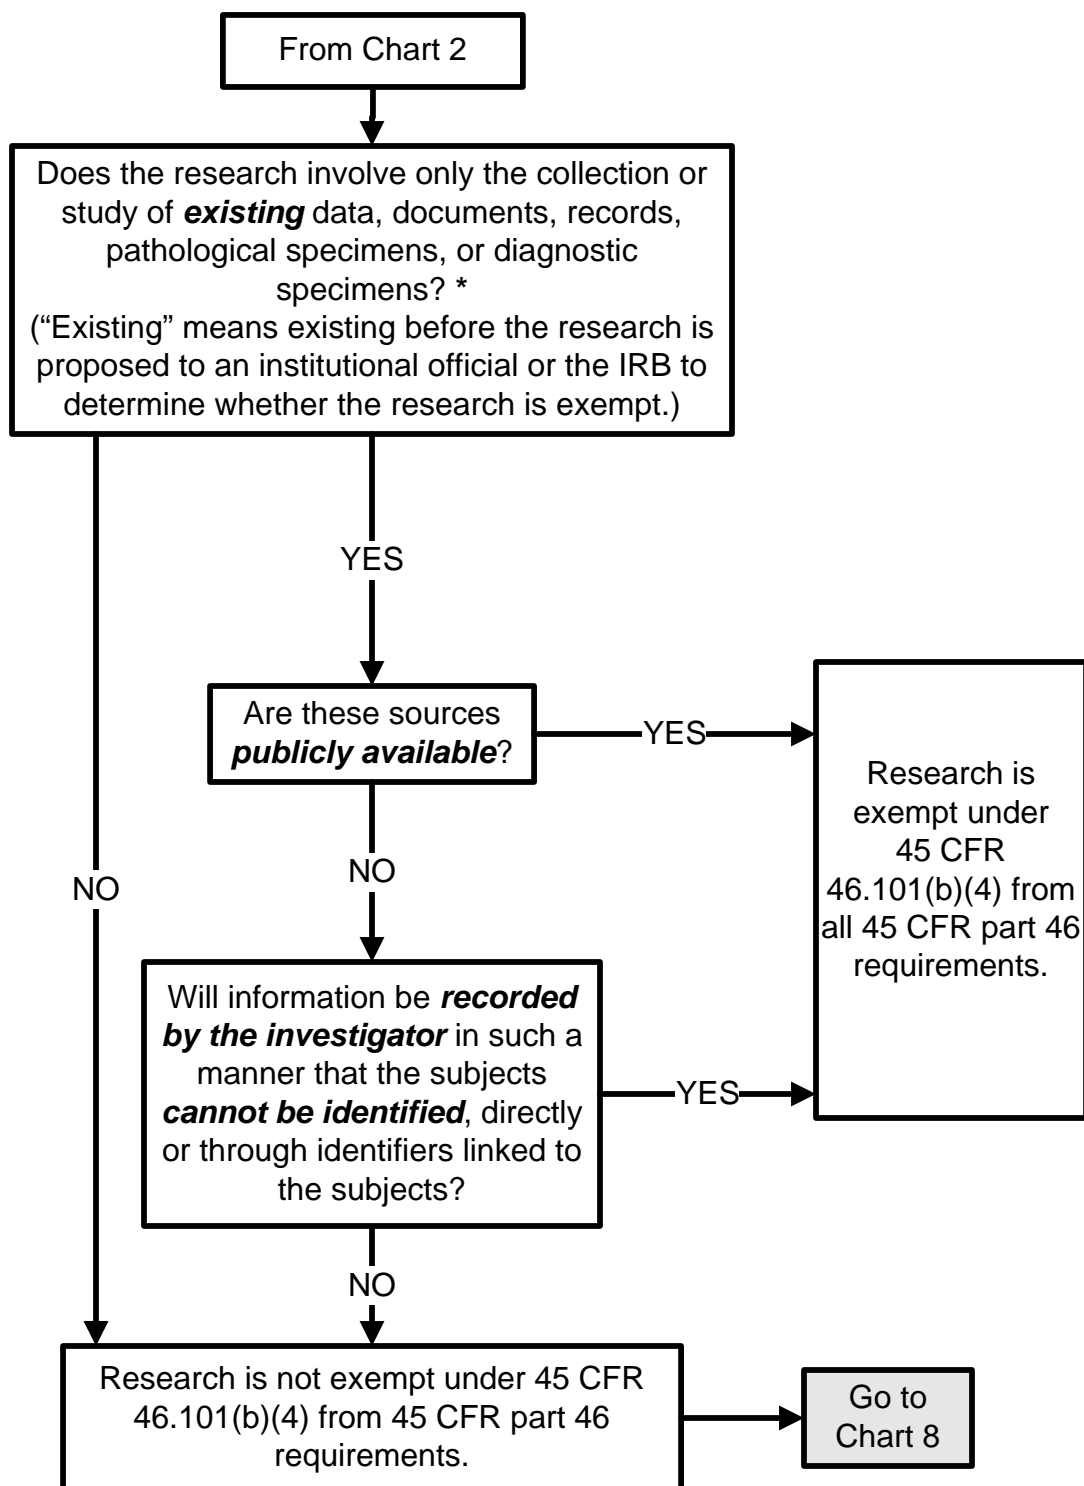 From Chart 2
Does the research involve only the collection or
study of existing data, documents, records,
pathological specimens, or diagnostic
specimens? *
(“Existing” means existing before the research is
proposed to an institutional official or the IRB to
determine whether the research is exempt.)
YES
Are these sources
publicly available?
YES
Research is
exempt under
45 CFR
46.101(b)(4) from
all 45 CFR part 46
requirements.
NO
NO
Will information be recorded
by the investigator in such a
manner that the subjects
cannot be identified, directly
or through identifiers linked to
the subjects?
YES
NO
Research is not exempt under 45 CFR
46.101(b)(4) from 45 CFR part 46
requirements.
Go to
Chart 8